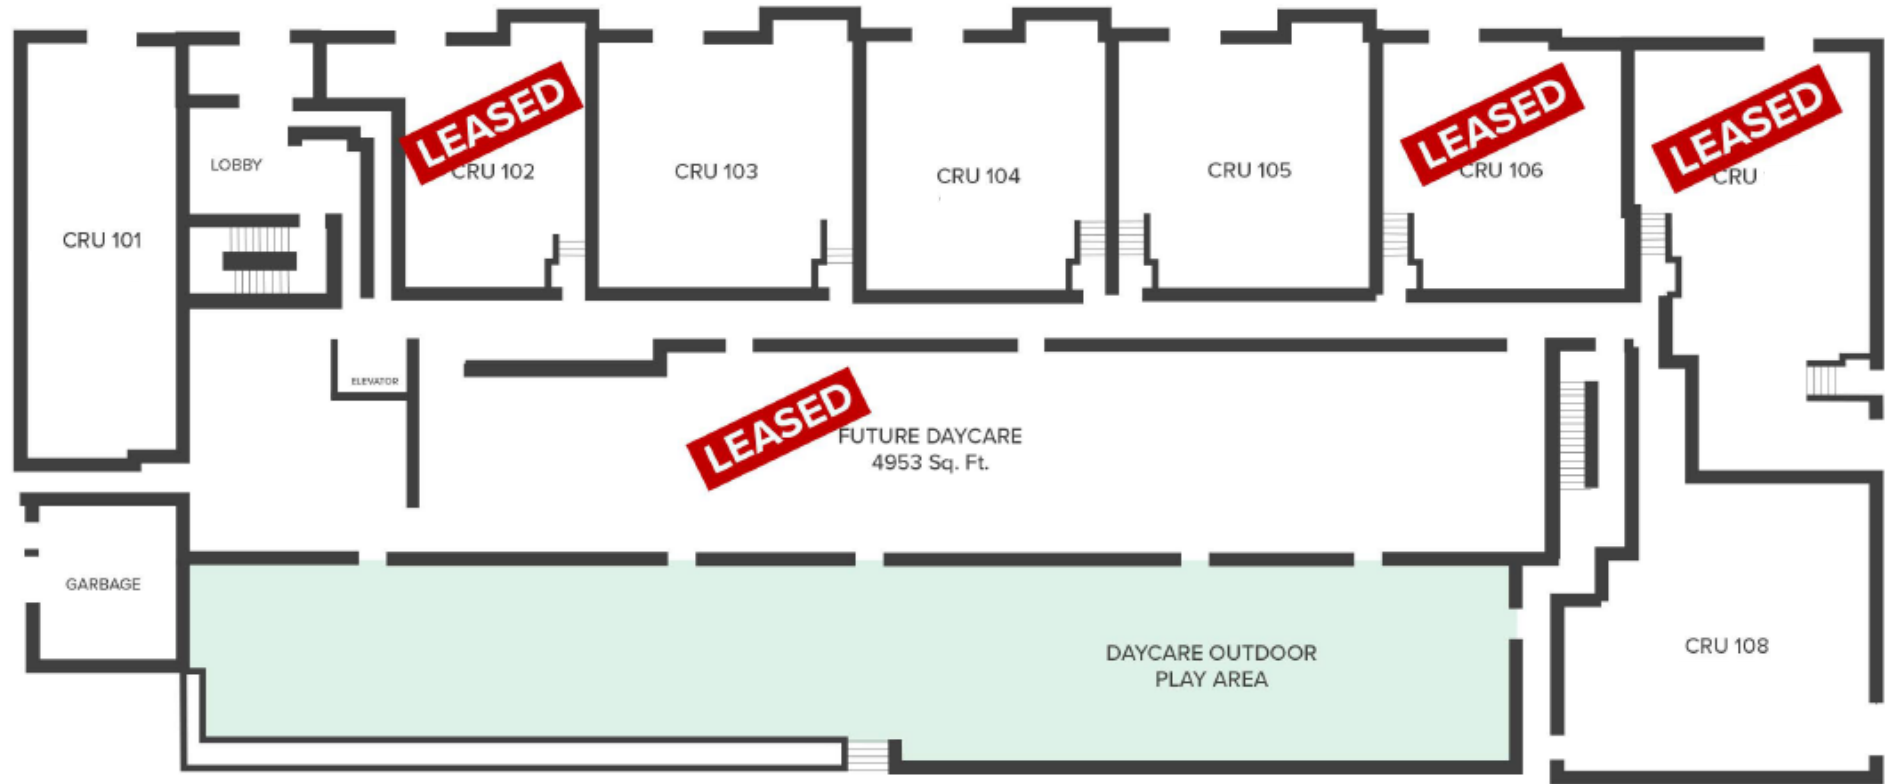 LEASED
LEASED
LEASED
LOBBY
CRU 102
CRU 103
CRU 104
CRU 105
CRU 106
CRU
CRU 101
ELEVATOR
LEASED
FUTURE DAYCARE
4953 Sq. Ft.
GARBAGE
DAYCARE OUTDOOR
PLAY AREA
CRU 108